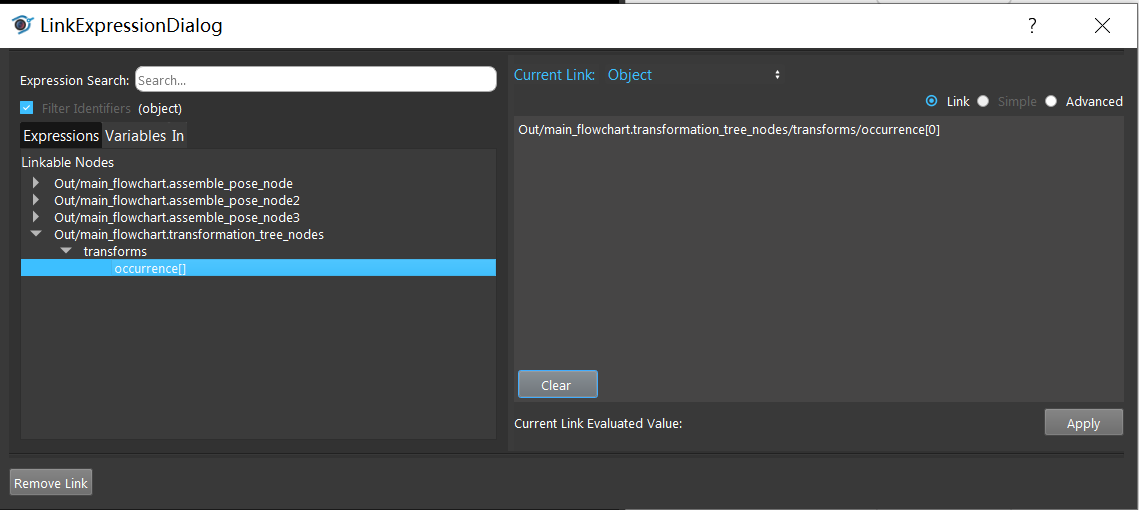 LinkExpressionDialog
?
Expression Search: Search...
Filter Identifiers (object)
Expressions Variables In
Linkable Nodes
Out/main_flowchart.assemble_pose_node
Out/main_flowchart.assemble_pose_node2
Out/main_flowchart.assemble_pose_node3
Out/main_flowchart.transformation_tree_nodes
transforms
occurrence[]
Current Link: Object
Link Simple Advanced
Out/main_flowchart.transformation_tree_nodes/transforms/occurrence[0]
Clear
Current Link Evaluated Value:
Apply
Remove Link